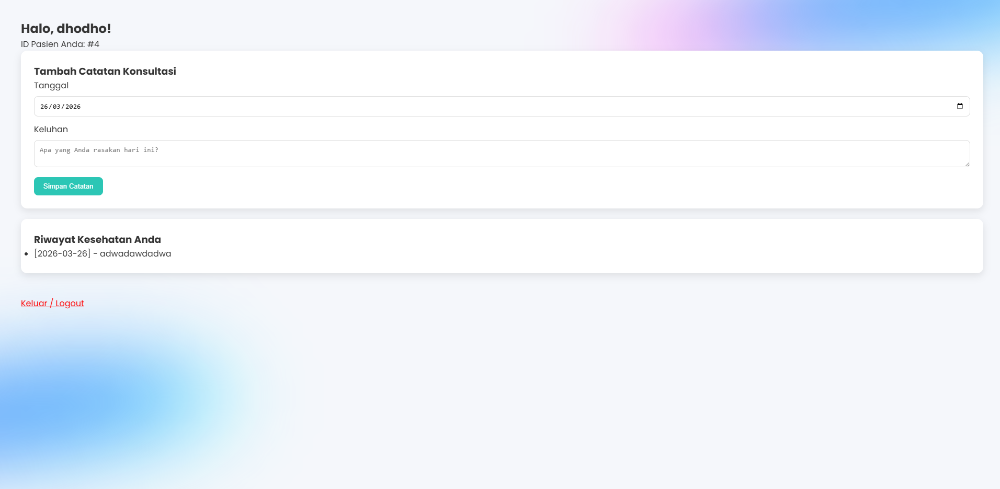 Halo, dhodho!
ID Pasien Anda: #4
Tambah Catatan Konsultasi
Tanggal
26/03/2026
Keluhan
Apa yang Anda rasakan hari ini?
Simpan Catatan
Riwayat Kesehatan Anda
[2026-03-26] - adwadawdadwa
Keluar / Logout